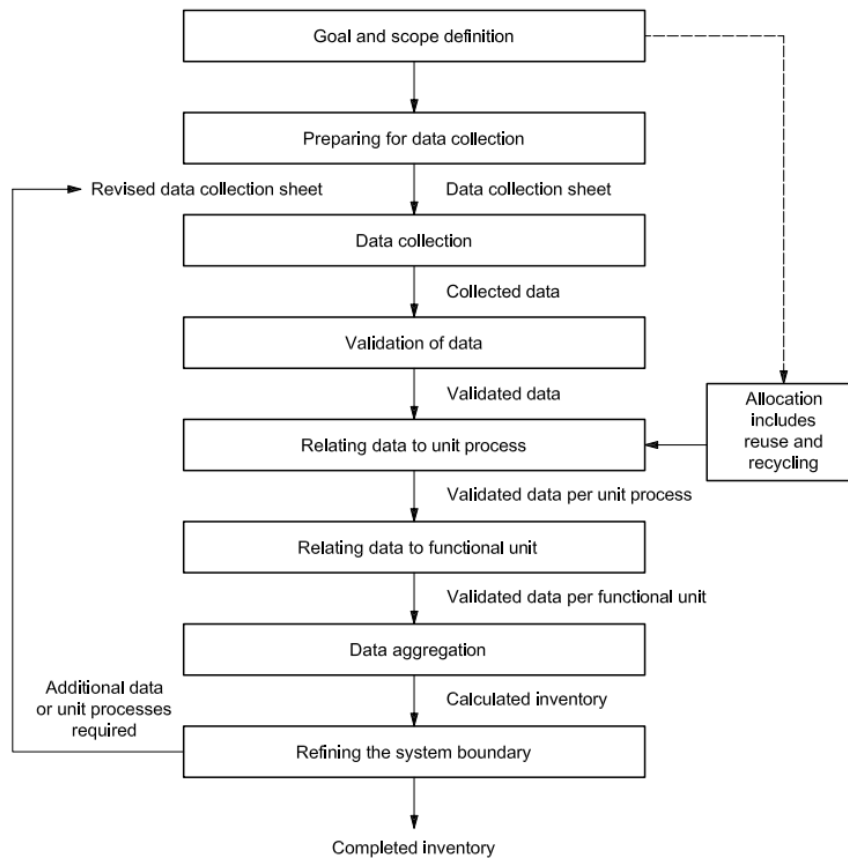 Goal and scope definition
Preparing for data collection
Revised data collection sheet
Data collection sheet
Data collection
Collected data
Validation of data
Validated data
Allocation
includes
reuse and
recycling
Relating data to unit process
Validated data per unit process
Relating data to functional unit
Validated data per functional unit
Data aggregation
Additional data
or unit processes
required
Calculated inventory
Refining the system boundary
Completed inventory